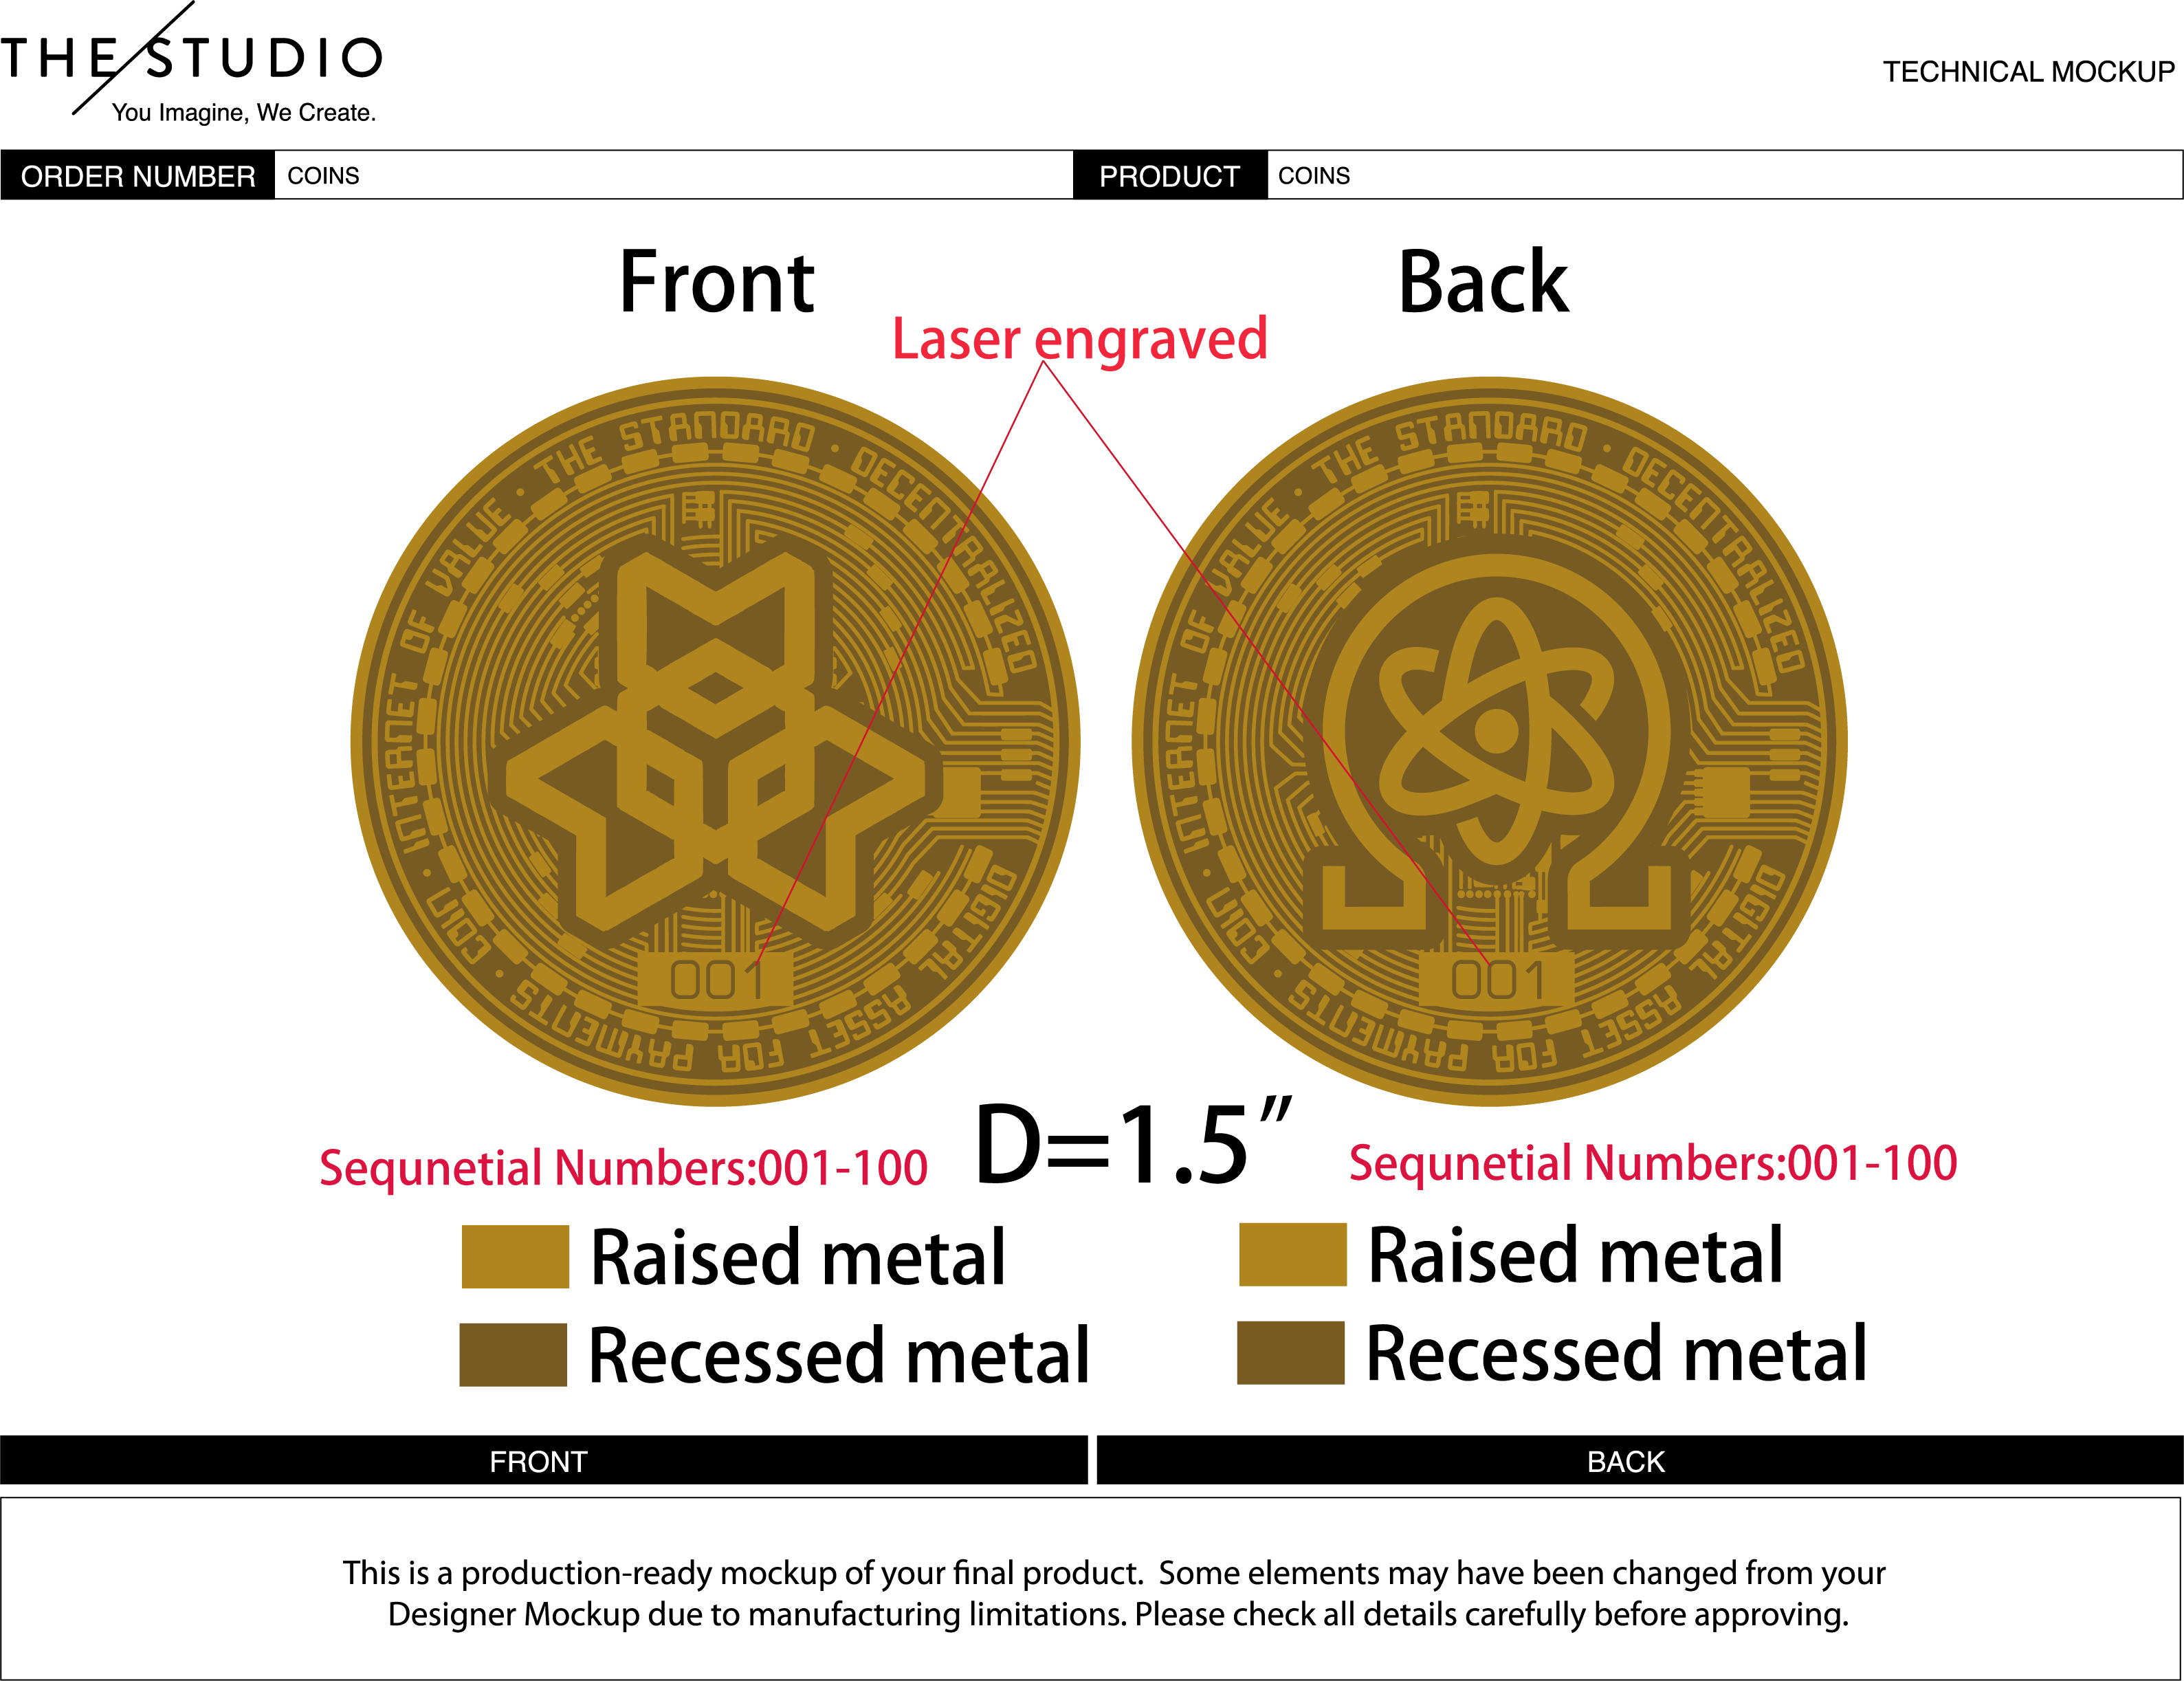 THE STUDIO
You Imagine, We Create.
TECHNICAL MOCKUP
ORDER NUMBER COINS PRODUCT COINS
Front
Back
Laser engraved
INTERNET OF VALUE · THE STANDARD · DECENTRALIZED
DIGITAL ASSET FOR PAYMENTS · COIN ·
001
INTERNET OF VALUE · THE STANDARD · DECENTRALIZED
DIGITAL ASSET FOR PAYMENTS · COIN ·
001
D=1.5″
Sequnetial Numbers:001-100
Sequnetial Numbers:001-100
Raised metal
Raised metal
Recessed metal
Recessed metal
FRONT
BACK
This is a production-ready mockup of your final product. Some elements may have been changed from your
Designer Mockup due to manufacturing limitations. Please check all details carefully before approving.